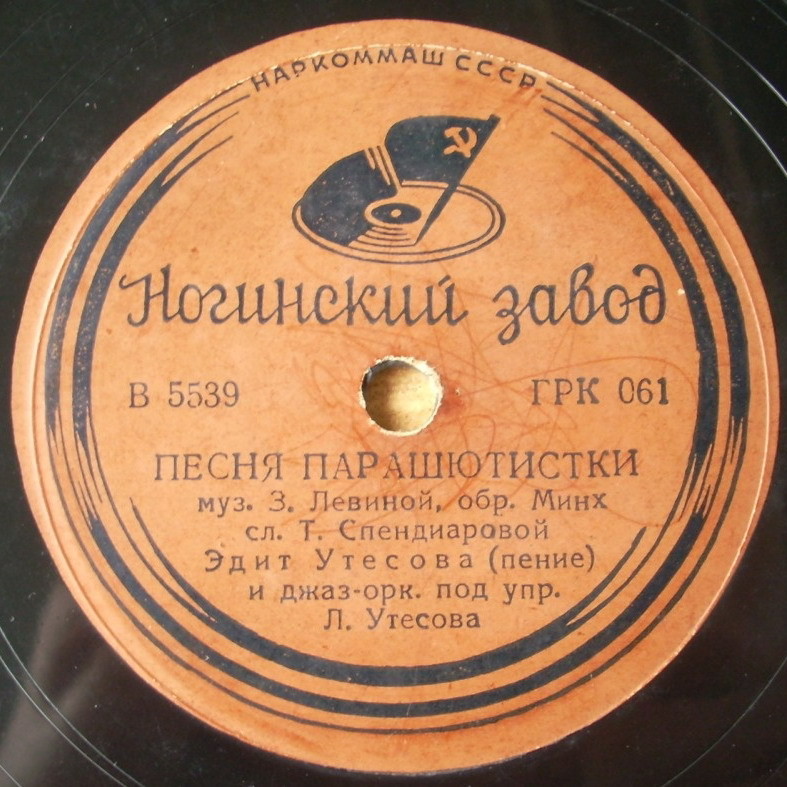 НАРКОММАШ СССР
Ногинский завод
В 5539 ГРК 061
ПЕСНЯ ПАРАШЮТИСТКИ
муз. З. Левиной, обр. Минх
сл. Т. Спендиаровой
Эдит Утесова (пение)
и джаз-орк. под упр.
Л. Утесова